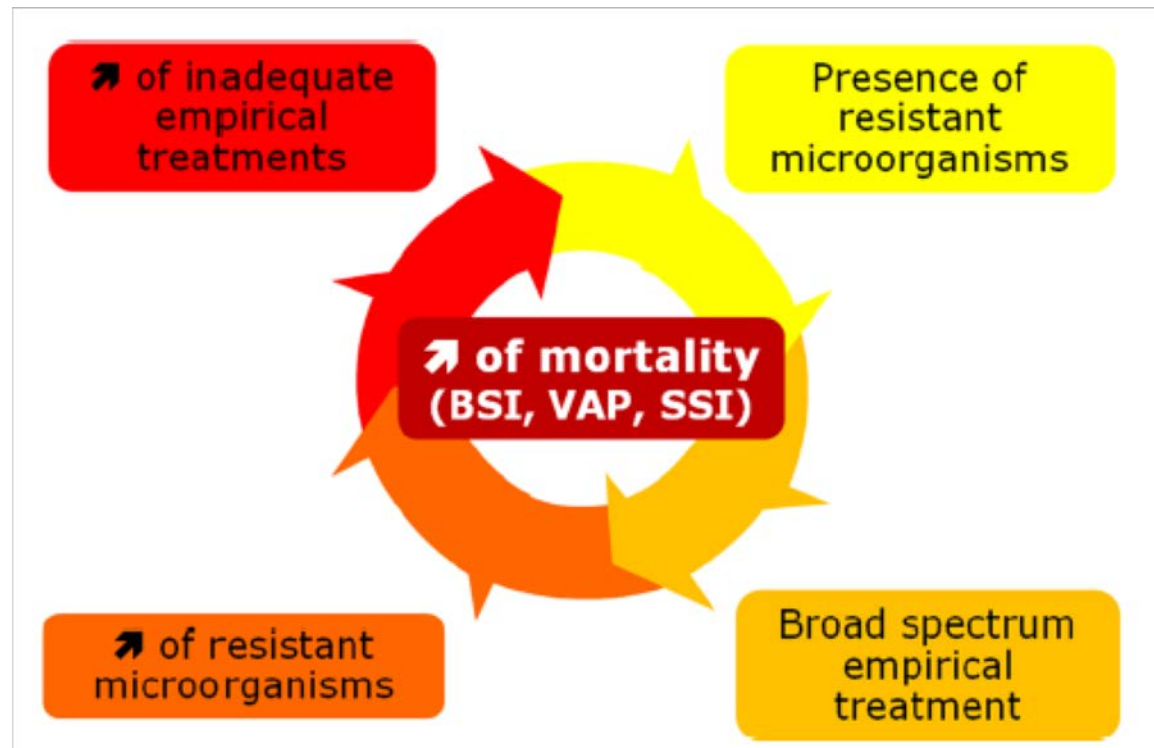 ↗ of inadequate
empirical
treatments
Presence of
resistant
microorganisms
↗ of mortality
(BSI, VAP, SSI)
↗ of resistant
microorganisms
Broad spectrum
empirical
treatment